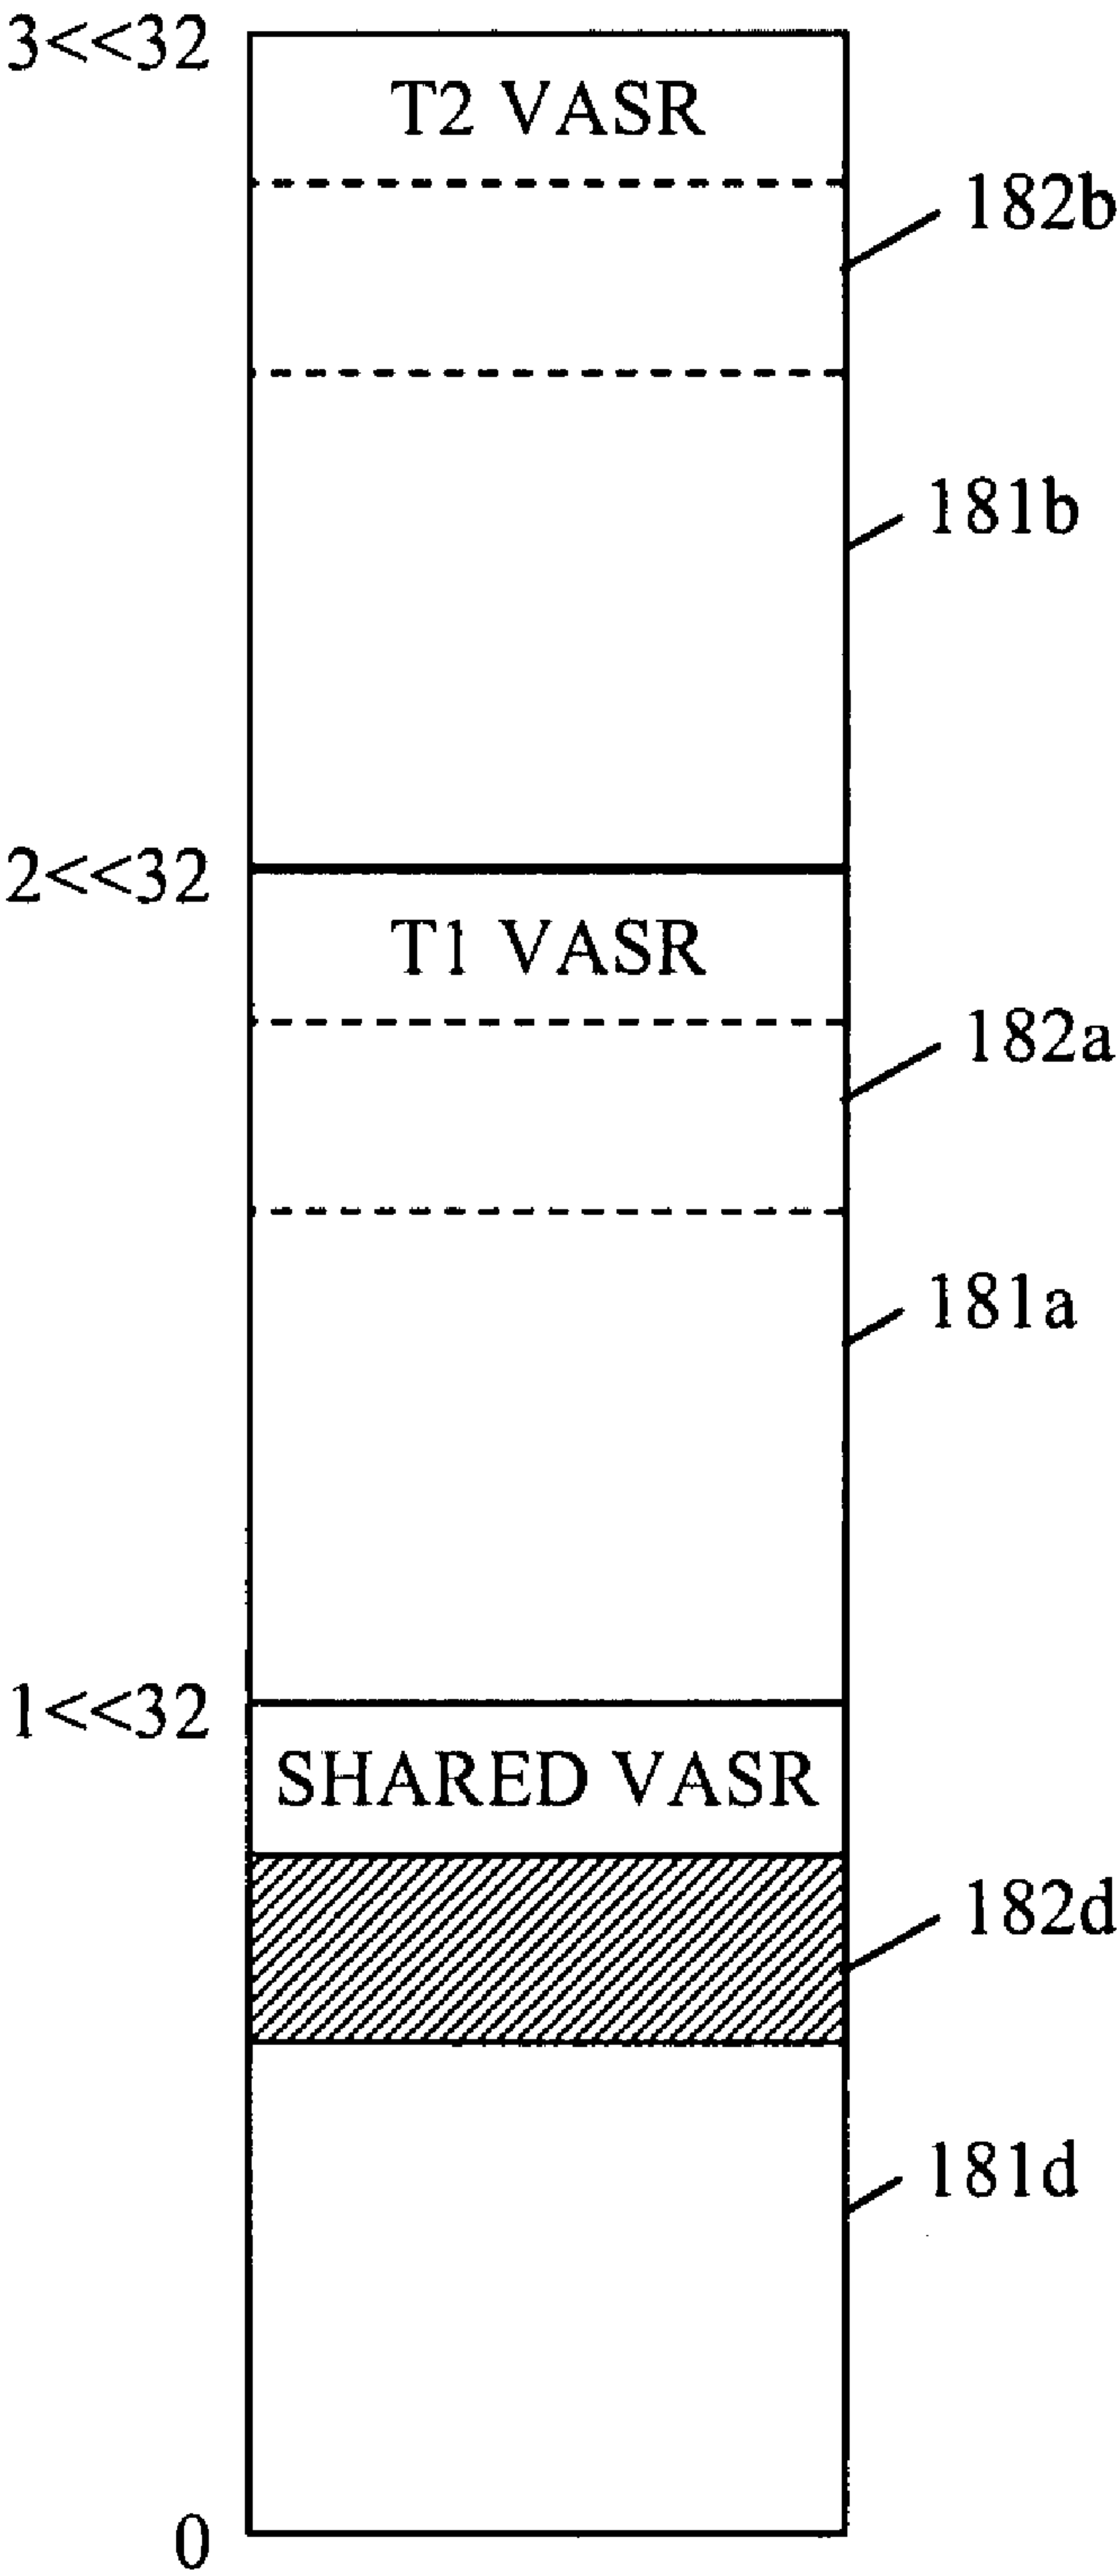 3<<32
T2 VASR
182b
181b
2<<32
T1 VASR
182a
181a
1<<32
SHARED VASR
182d
181d
0